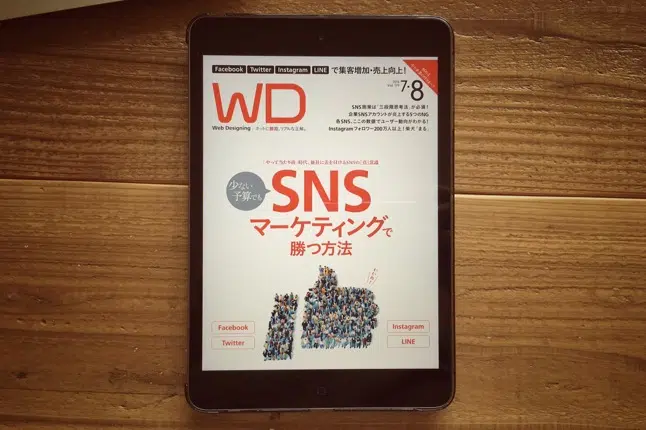 Facebook Twitter Instagram LINE で集客増加・売上向上!
7・8
WD
Web Designing
SNS発信は「三段階思考法」が必須!
企業SNSアカウントが炎上する5つのNG
各SNS、ここの数値でユーザー動向がわかる!
Instagramフォロワー200万人以上!柴犬“まる”
少ない
予算でも
SNS
マーケティングで
勝つ方法
Facebook
Twitter
Instagram
LINE